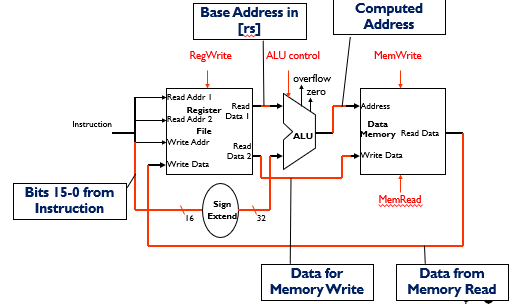 Base Address in
[rs]
Computed
Address
RegWrite
ALU control
MemWrite
overflow
zero
Read Addr 1
Register
Read Addr 2
File
Write Addr
Write Data
Read
Data 1
Read
Data 2
Instruction
ALU
Address
Data
Memory
Read Data
Write Data
MemRead
Bits 15-0 from
Instruction
Sign
Extend
16
32
Data for
Memory Write
Data from
Memory Read